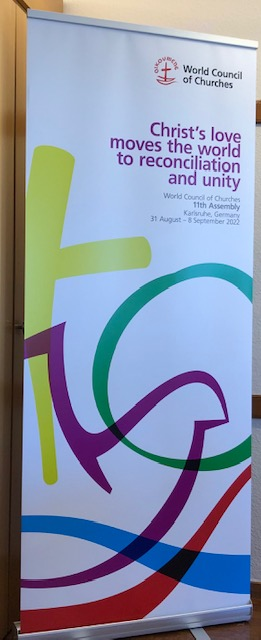 OIKOUMENE
World Council
of Churches
Christ's love
moves the world
to reconciliation
and unity
World Council of Churches
11th Assembly
Karlsruhe, Germany
31 August – 8 September 2022